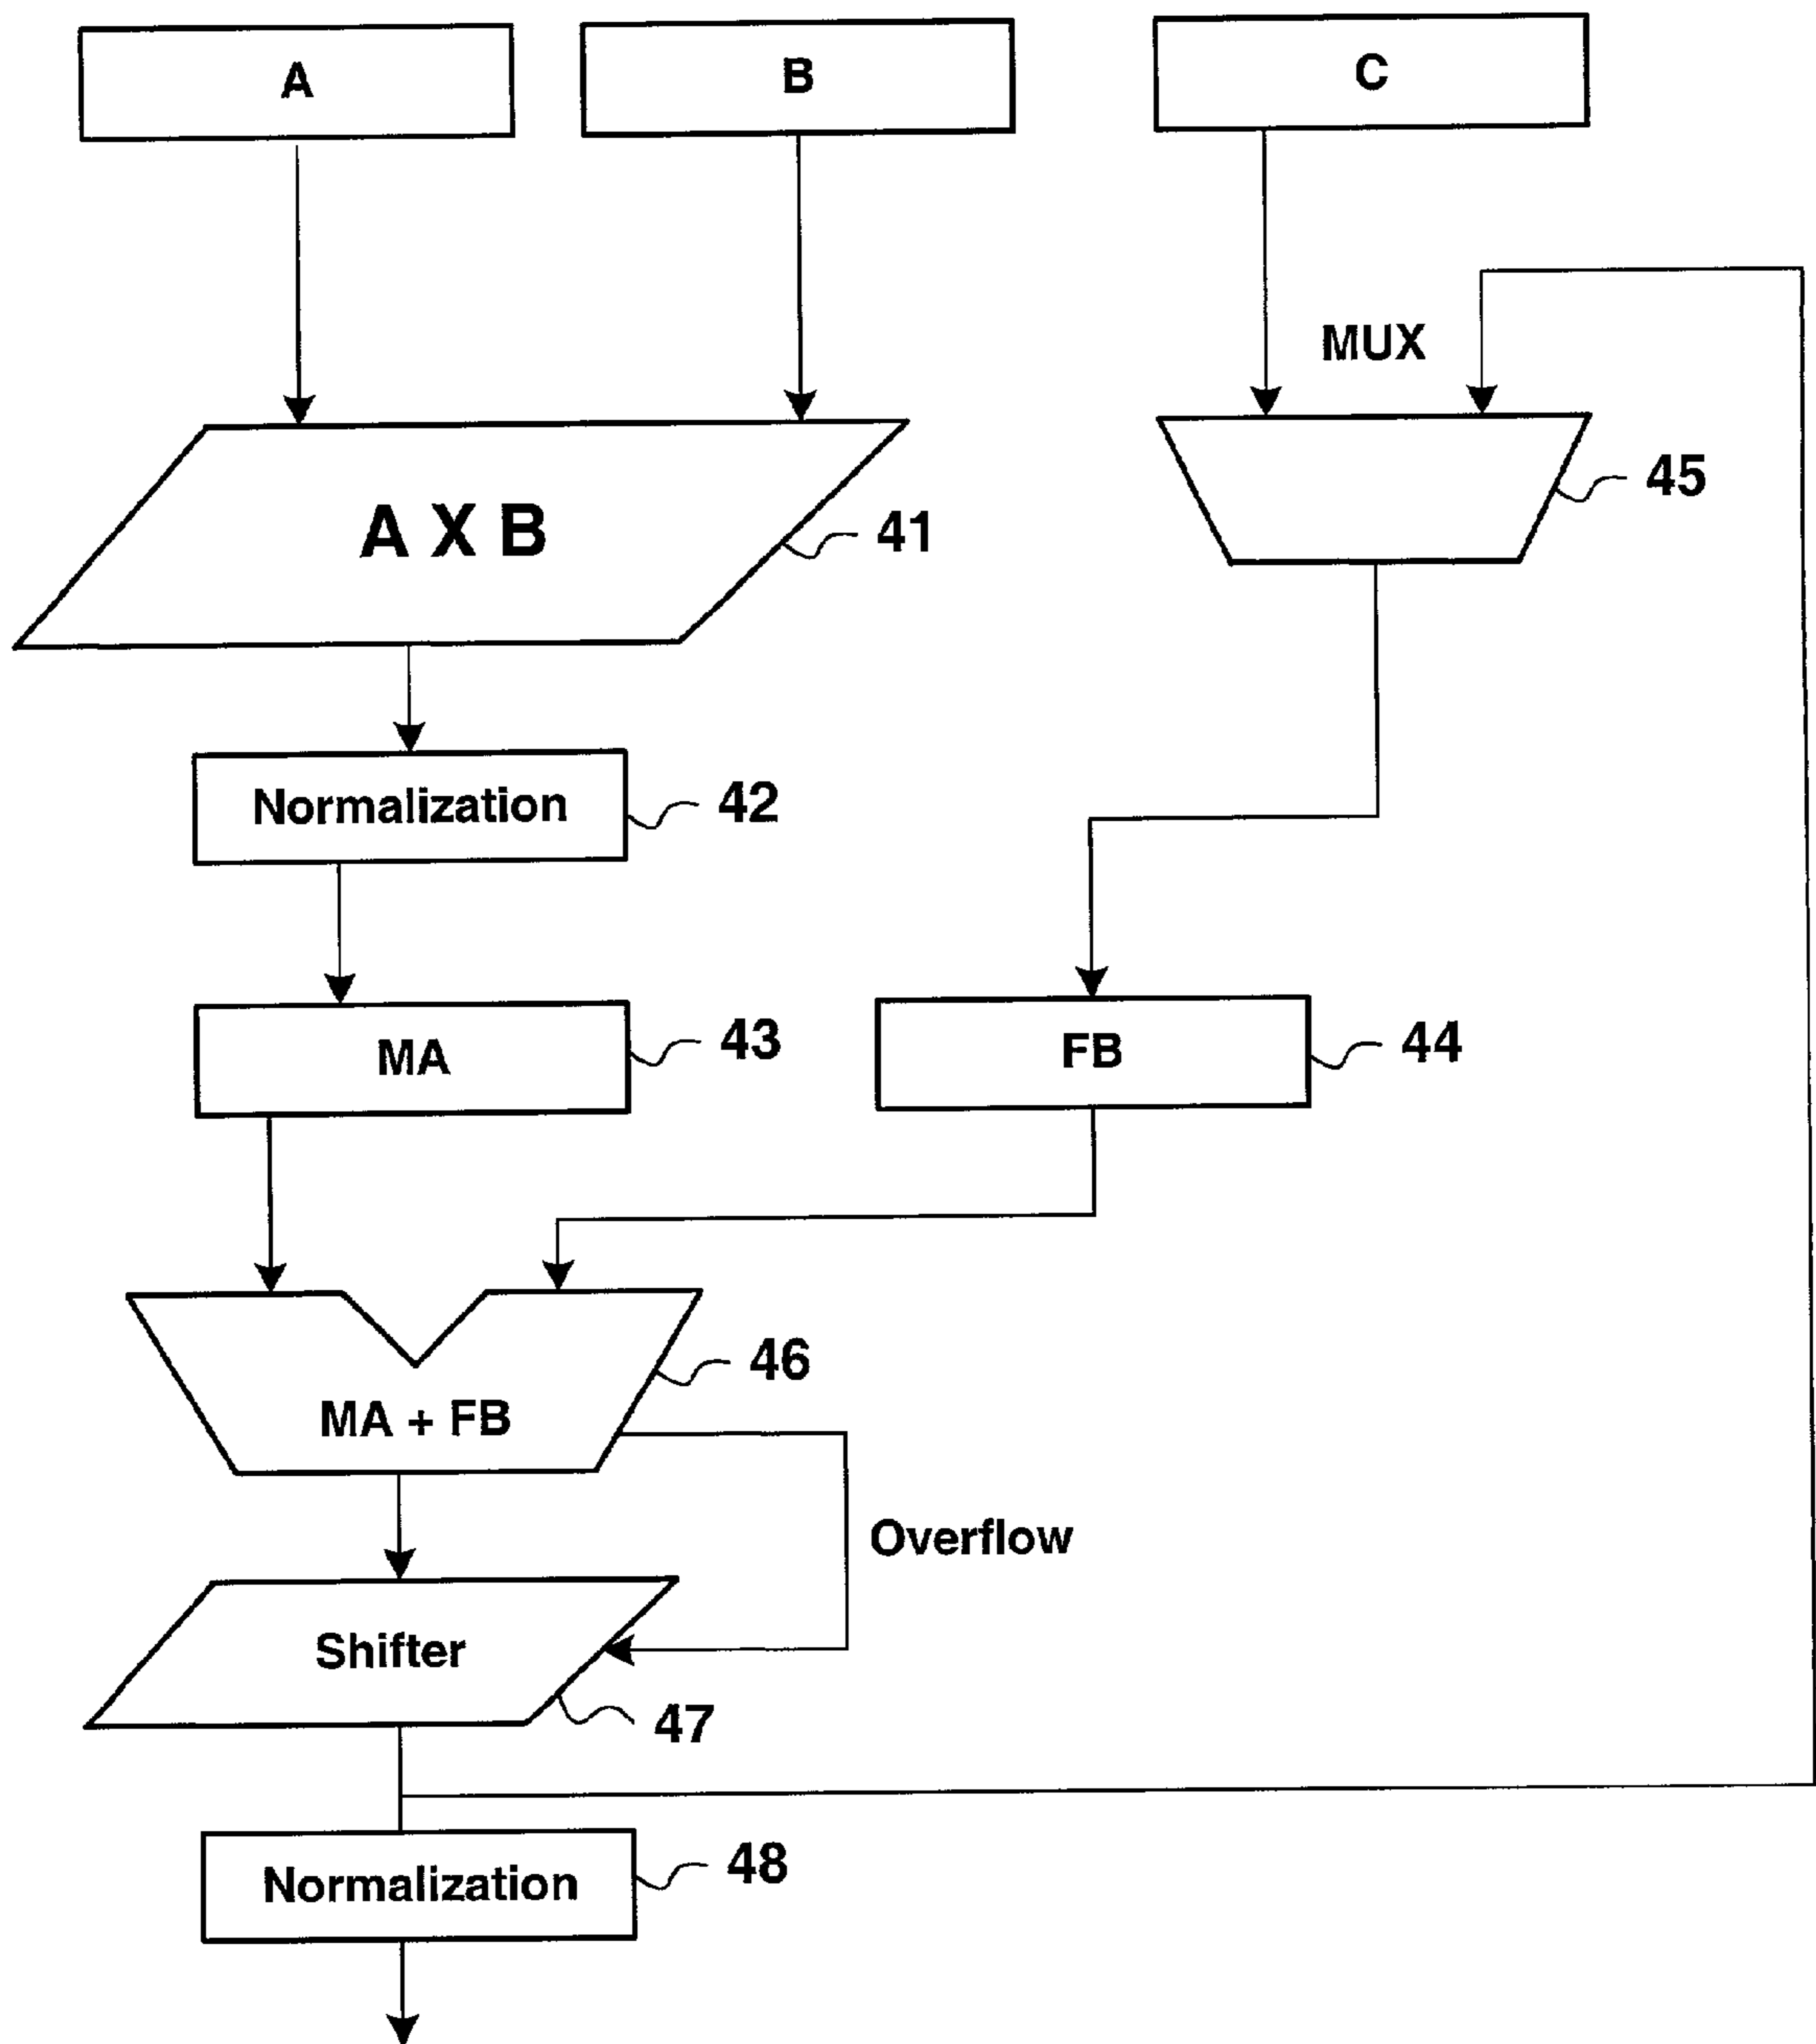 A
B
C
MUX
45
A X B
41
Normalization
42
MA
43
FB
44
MA + FB
46
Overflow
Shifter
47
Normalization
48